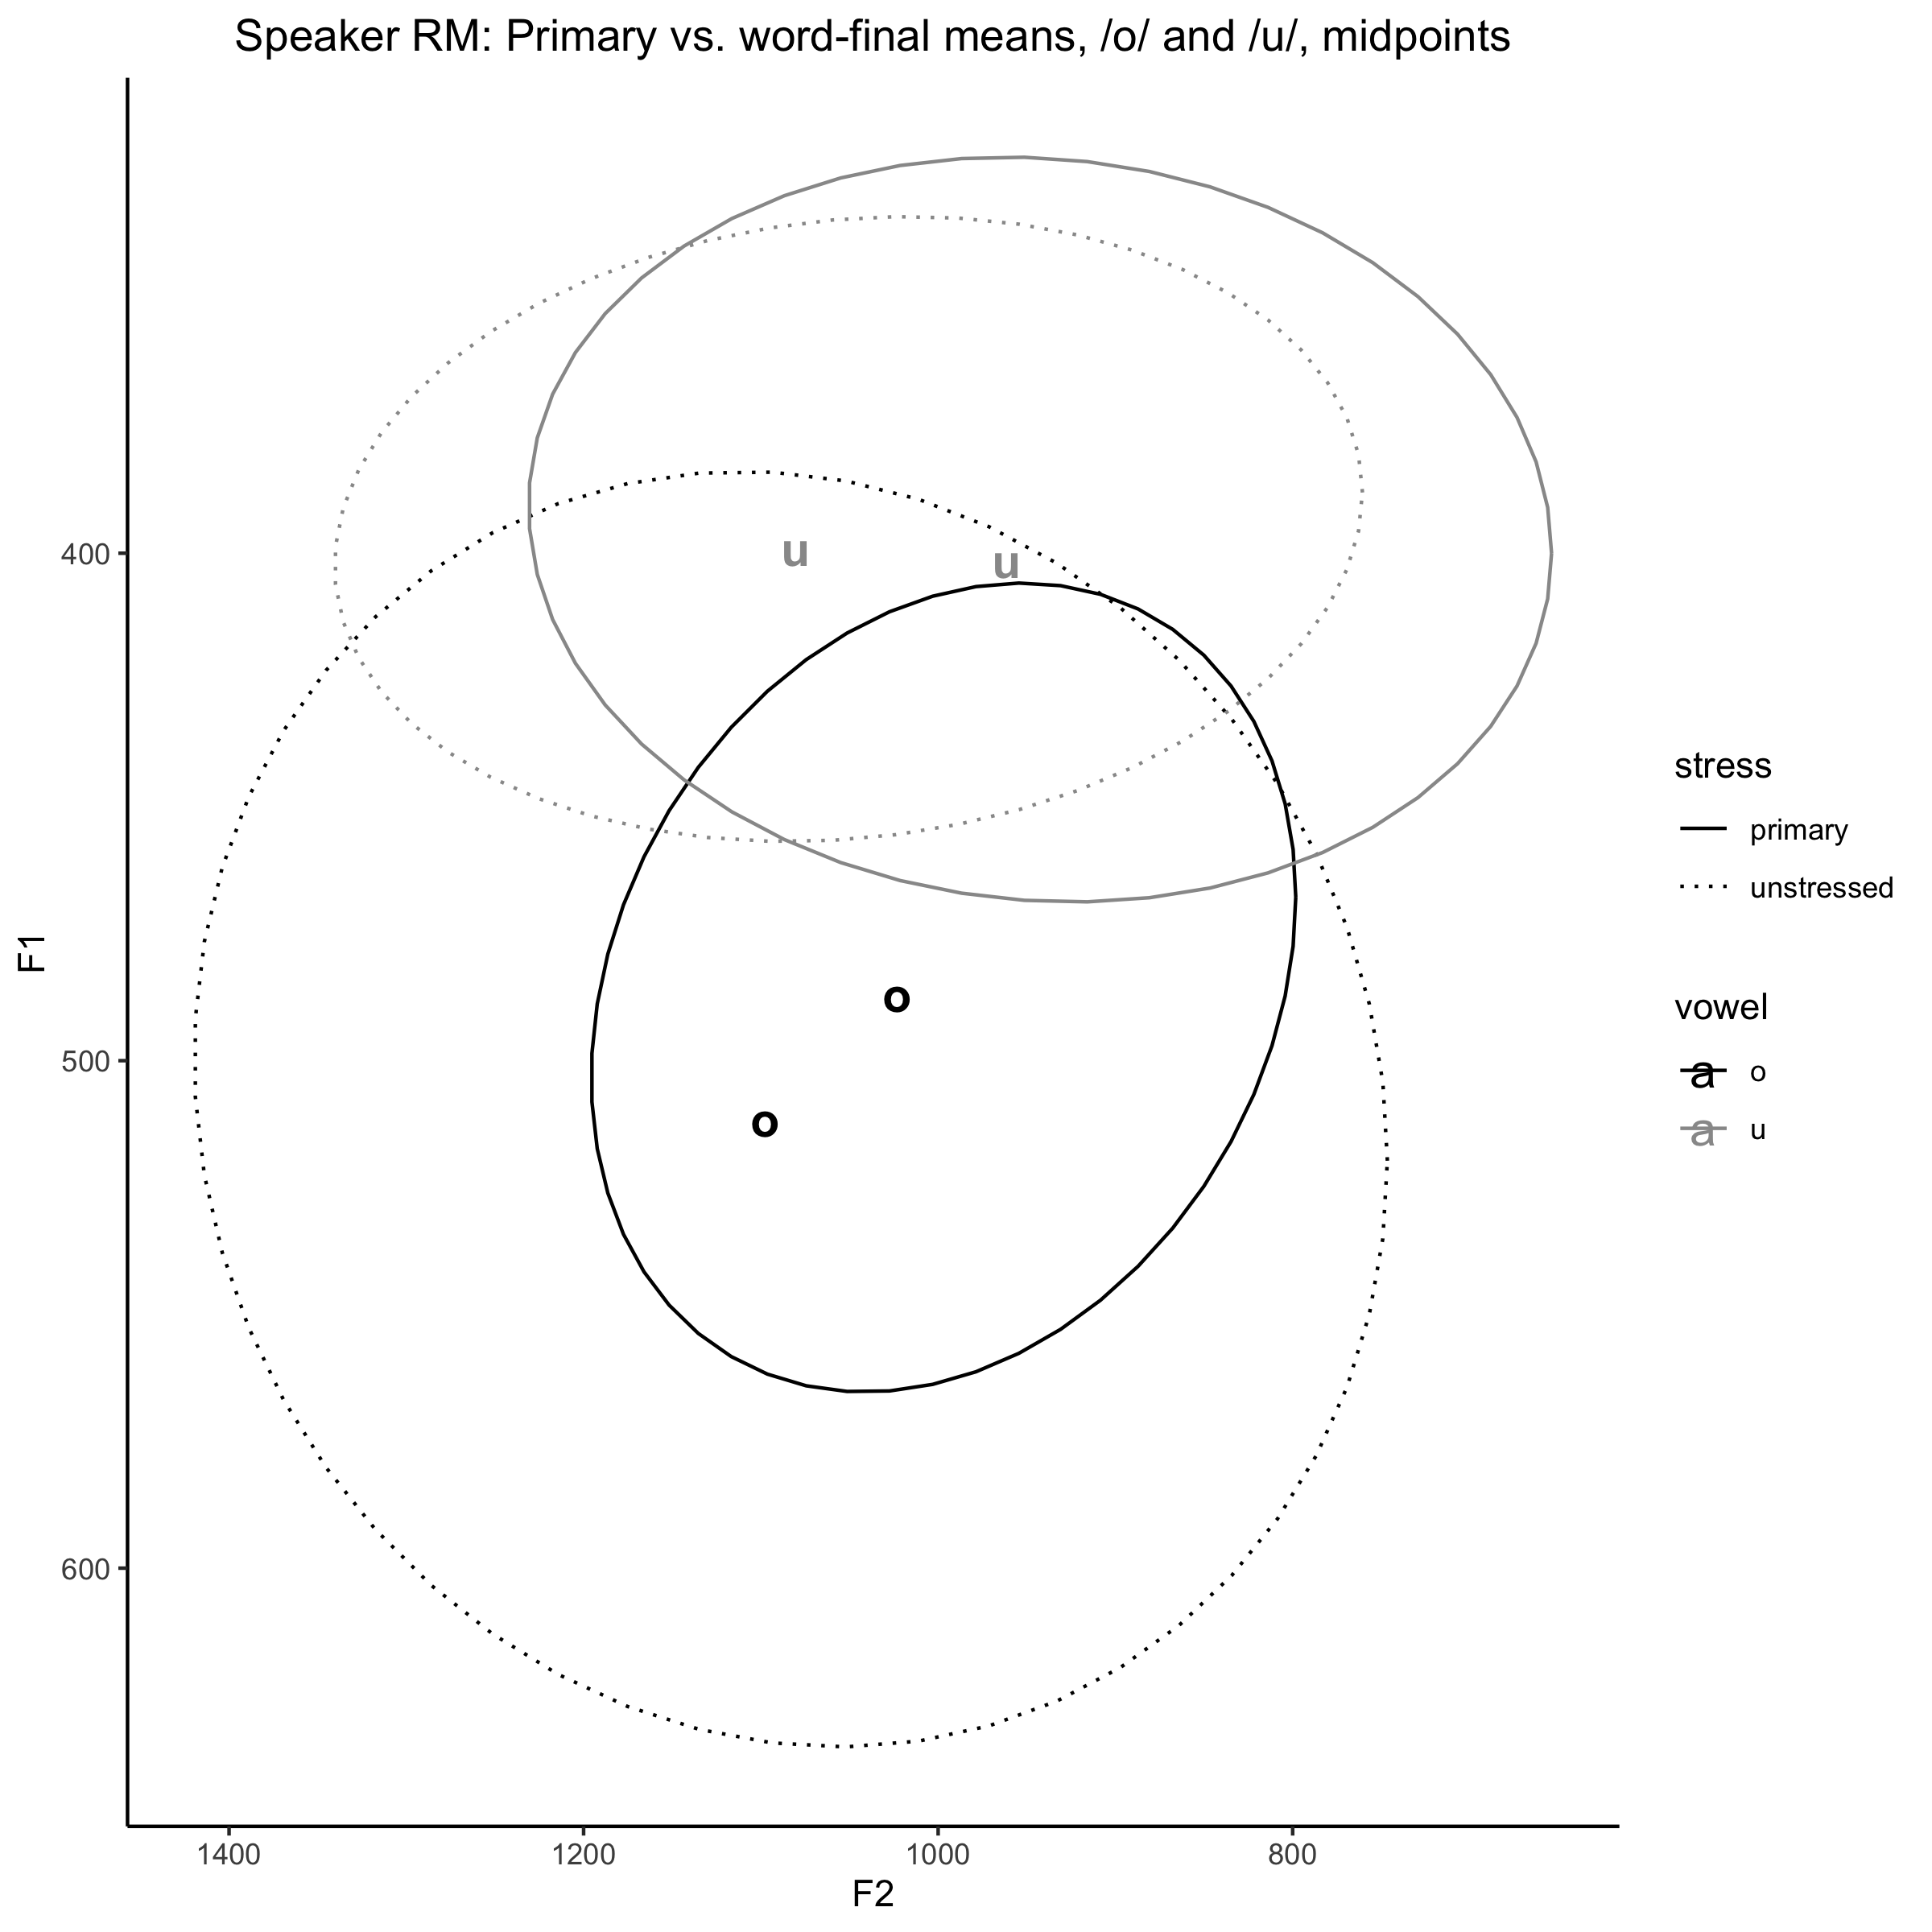 Speaker RM: Primary vs. word-final means, /o/ and /u/, midpoints
F1
400
500
600
u
u
o
o
1400
1200
1000
800
F2
stress
primary
unstressed
vowel
a o
a u